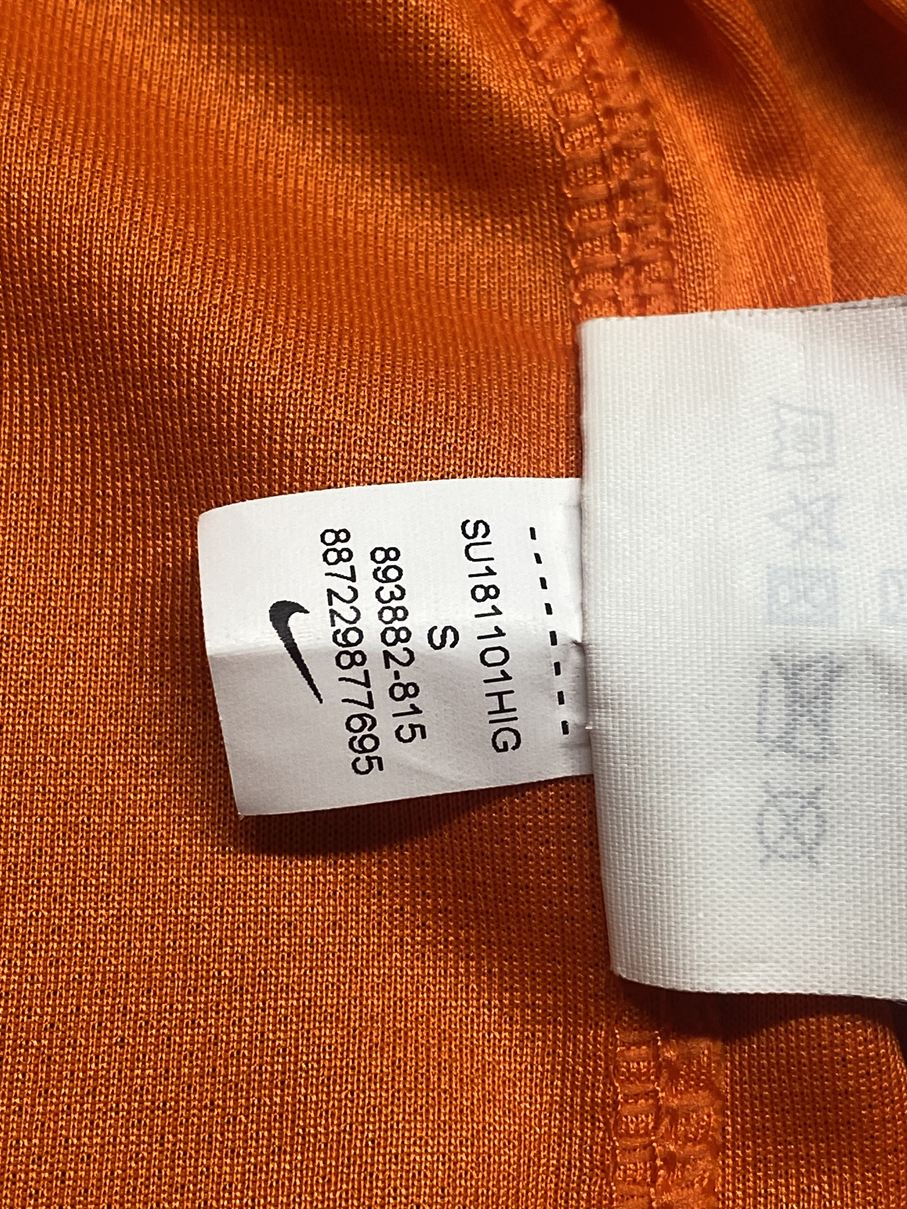 - - - - - -
SU181101HIG
S
893882-815
887229877695